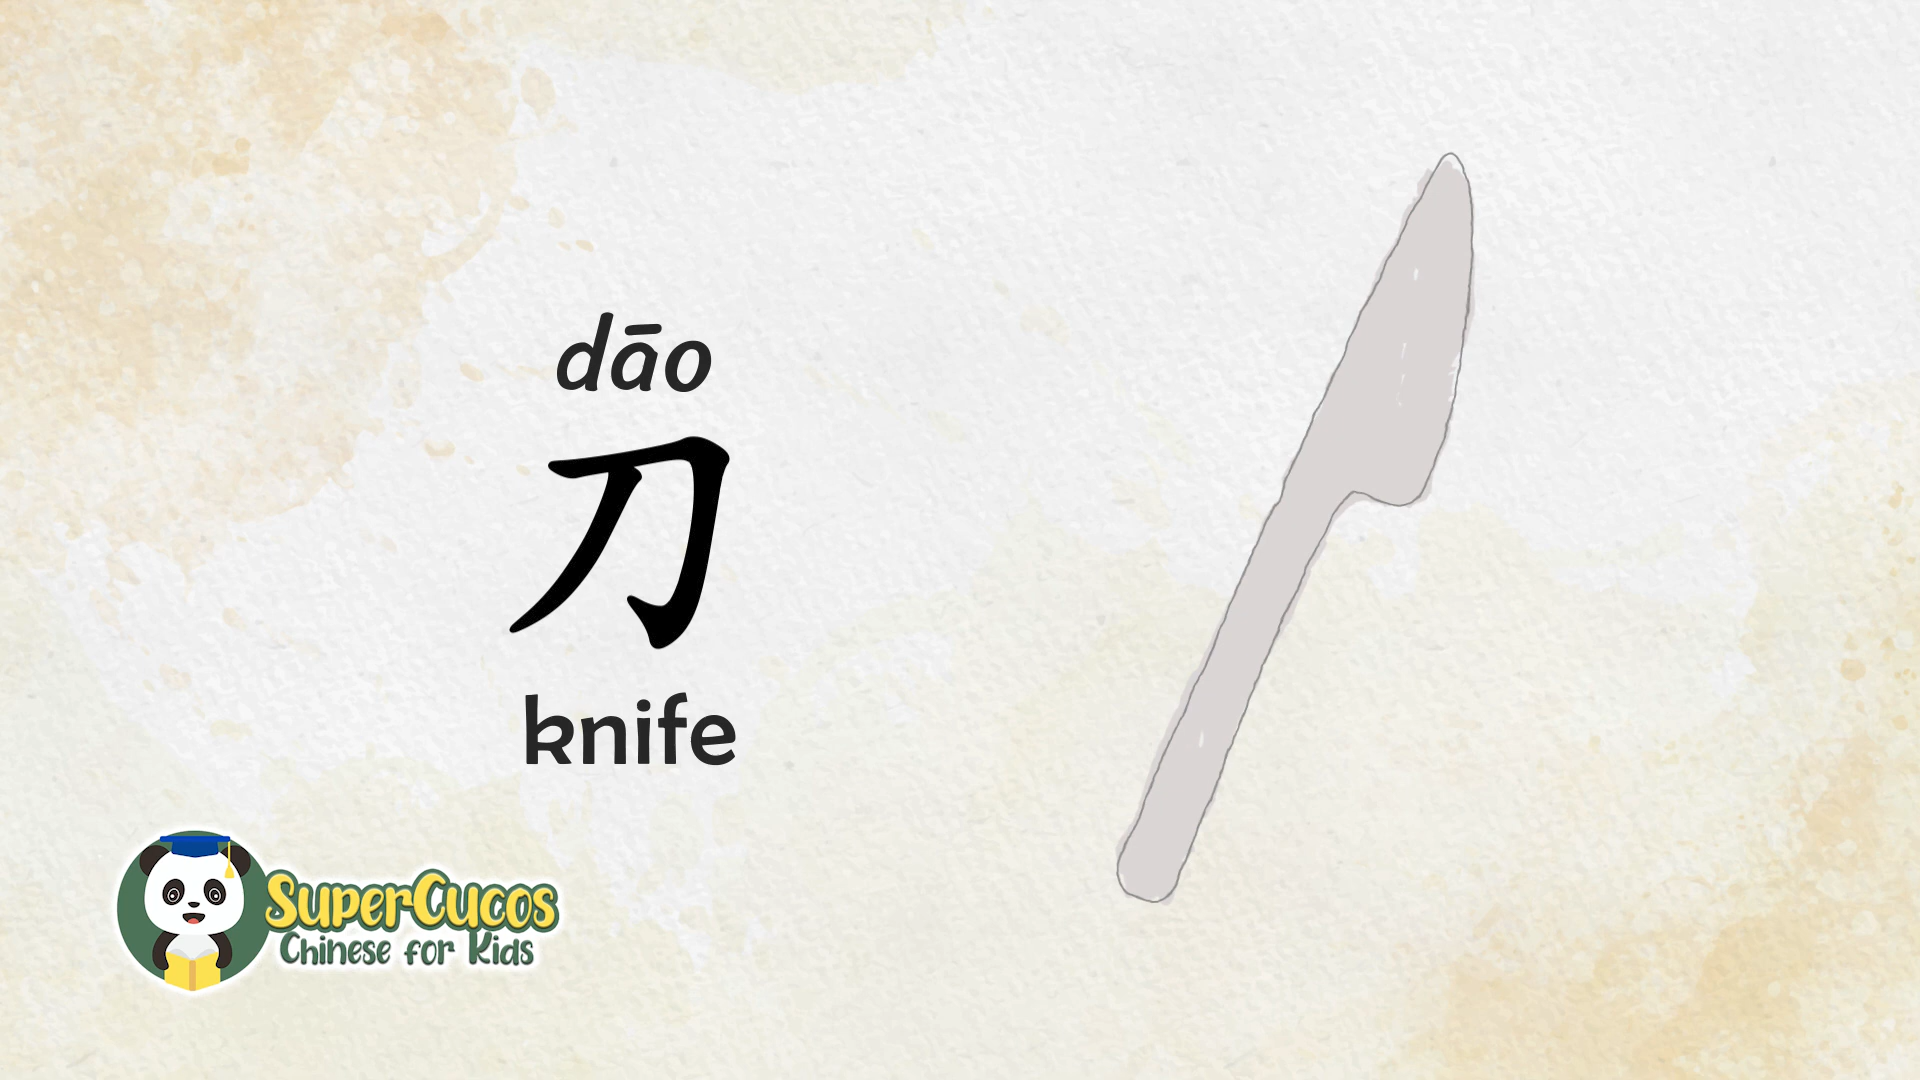 dāo
刀
knife
SuperCucos
Chinese for Kids